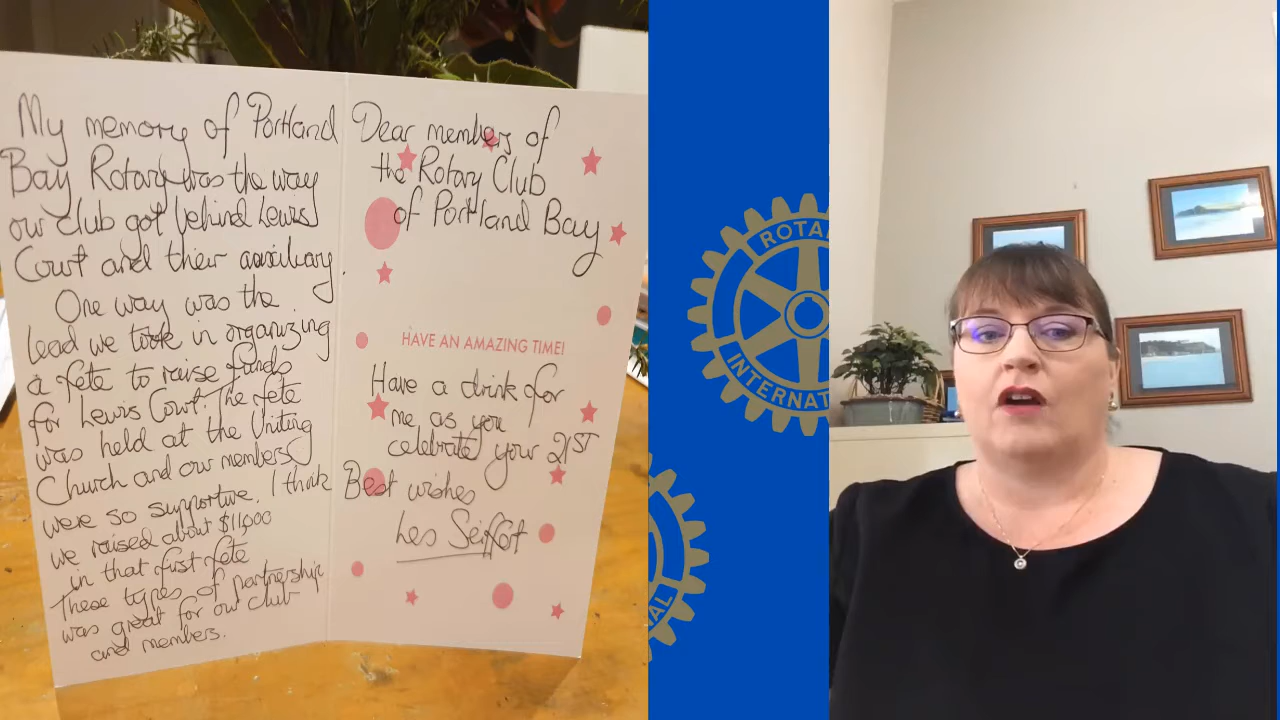 My memory of Portland
Bay Rotary was the way
our club got behind Lewis
Court and their auxiliary.
One way was the
lead we took in organizing
a fete to raise funds
for Lewis Court. The fete
was held at the Uniting
Church and our members
were so supportive. I think
we raised about $11,000
in that first fete
These types of partnership
was great for our club
and members.
Dear members of
the Rotary Club
of Portland Bay
HAVE AN AMAZING TIME!
Have a drink for
me as you
celebrate your 21ST
Best wishes
Les Seiffert
ROTA
INTERNAT
NAL